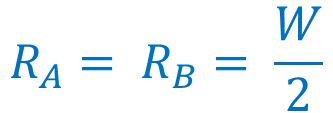 R_A = R_B = W/2